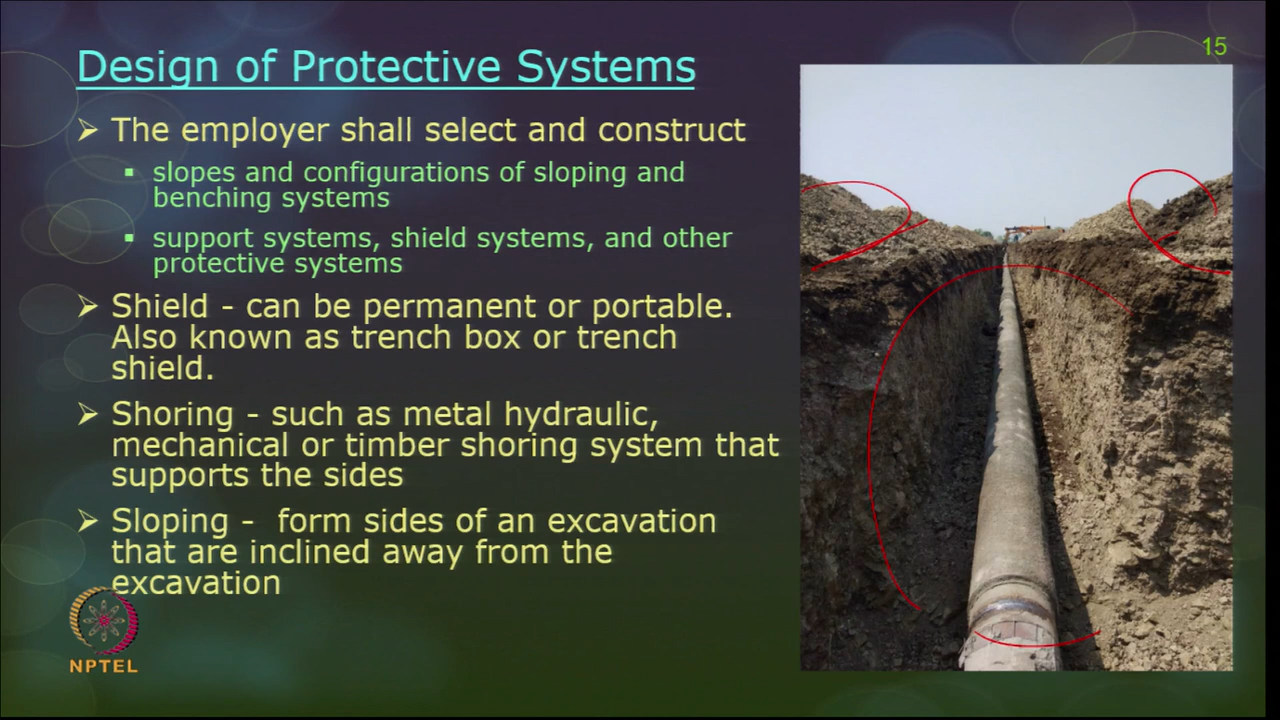 15
Design of Protective Systems
➢ The employer shall select and construct
▪ slopes and configurations of sloping and
benching systems
▪ support systems, shield systems, and other
protective systems
➢ Shield - can be permanent or portable.
Also known as trench box or trench
shield.
➢ Shoring - such as metal hydraulic,
mechanical or timber shoring system that
supports the sides
➢ Sloping - form sides of an excavation
that are inclined away from the
excavation
NPTEL